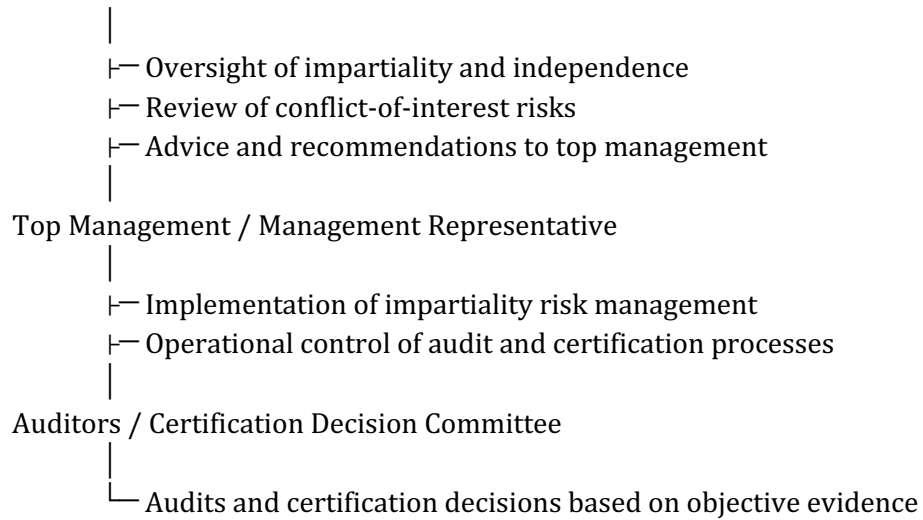 Oversight of impartiality and independence
Review of conflict-of-interest risks
Advice and recommendations to top management
Top Management / Management Representative
Implementation of impartiality risk management
Operational control of audit and certification processes
Auditors / Certification Decision Committee
Audits and certification decisions based on objective evidence